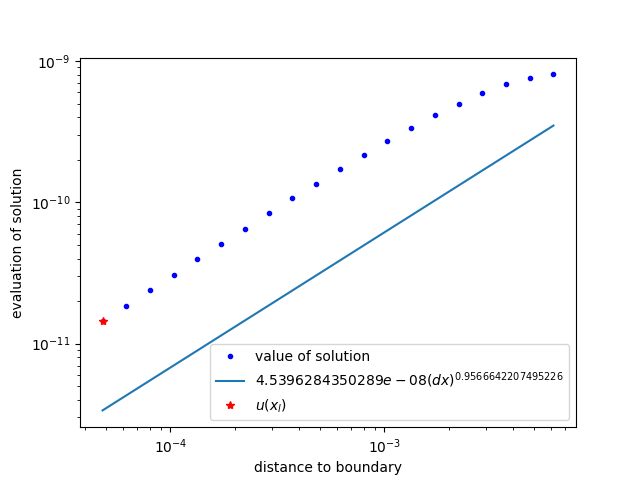 10⁻⁹
10⁻¹⁰
10⁻¹¹
evaluation of solution
value of solution
4.5396284350289e − 08(dx)^0.9566642207495226
u(x_l)
10⁻⁴
10⁻³
distance to boundary